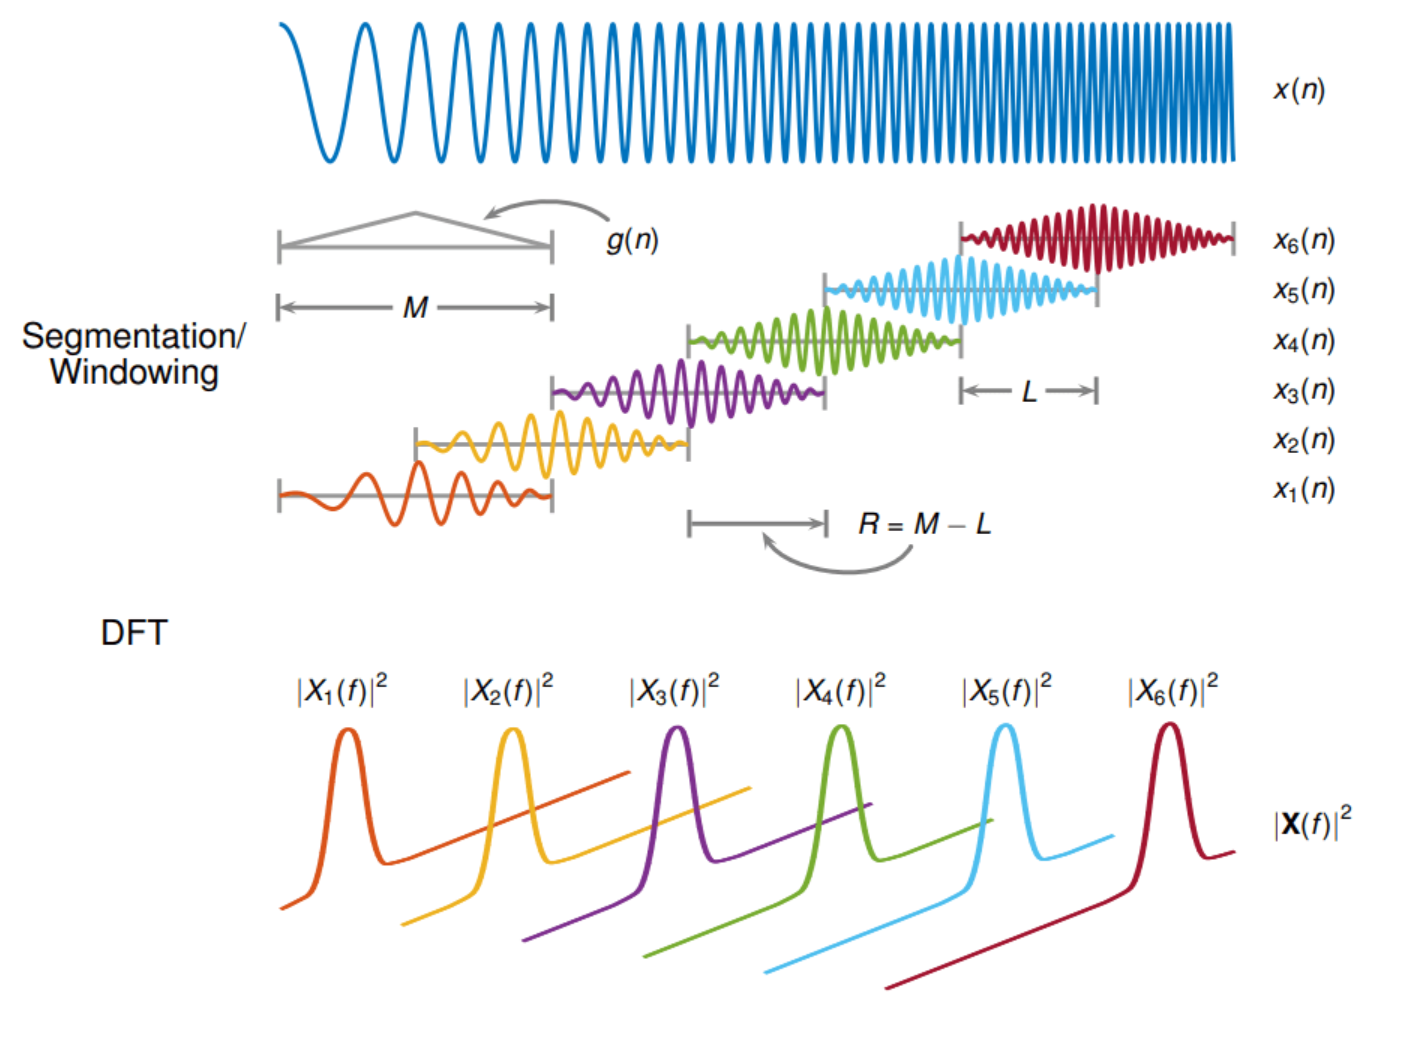 x(n)
g(n)
x₆(n)
x₅(n)
M
Segmentation/
Windowing
x₄(n)
x₃(n)
L
x₂(n)
x₁(n)
R = M − L
DFT
|X₁(f)|²
|X₂(f)|²
|X₃(f)|²
|X₄(f)|²
|X₅(f)|²
|X₆(f)|²
|X(f)|²